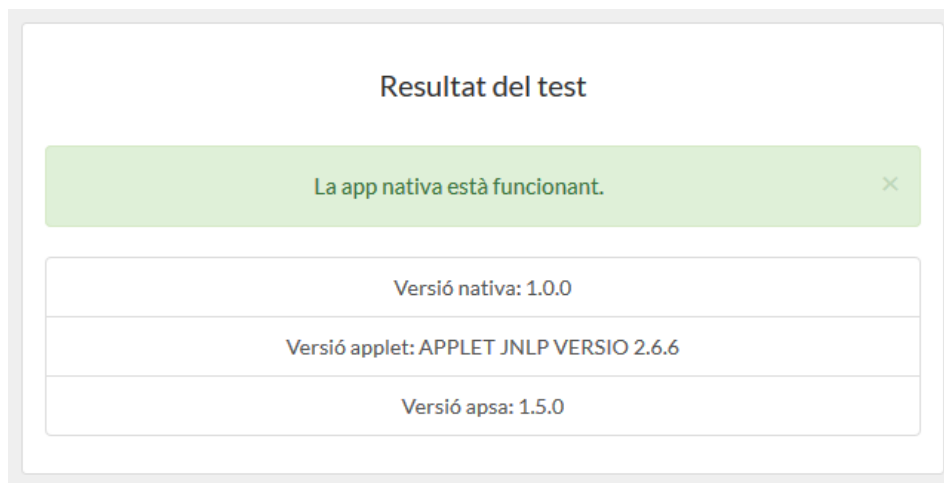 Resultat del test
La app nativa està funcionant.
×
Versió nativa: 1.0.0
Versió applet: APPLET JNLP VERSIO 2.6.6
Versió apsa: 1.5.0